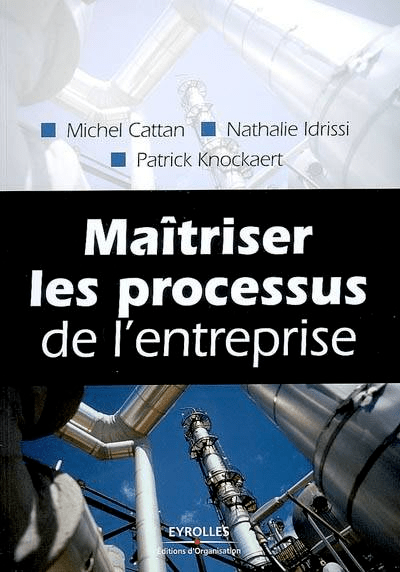 Michel Cattan Nathalie Idrissi
Patrick Knockaert
Maîtriser
les processus
de l'entreprise
EYROLLES
Éditions d'Organisation